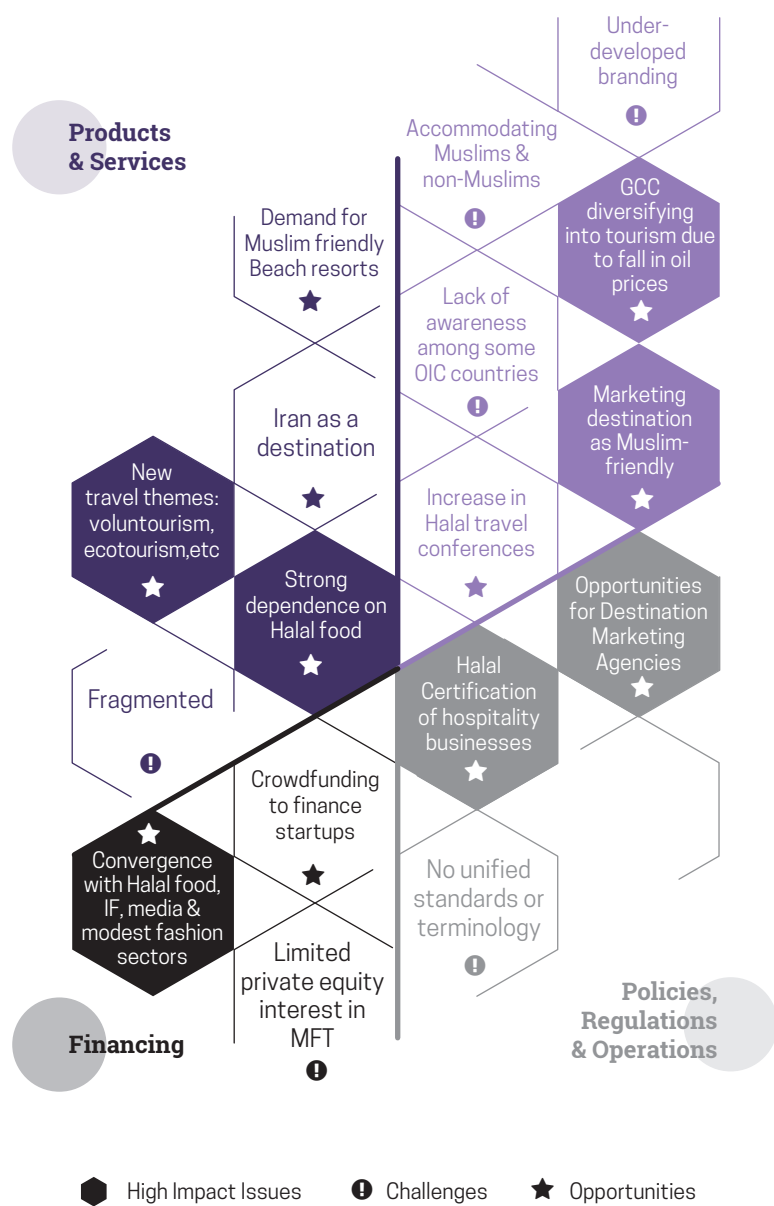 Under-
developed
branding
Products
& Services
Accommodating
Muslims &
non-Muslims
GCC
diversifying
into tourism due
to fall in oil
prices
Demand for
Muslim friendly
Beach resorts
Lack of
awareness
among some
OIC countries
Marketing
destination
as Muslim-
friendly
Iran as a
destination
New
travel themes:
voluntourism,
ecotourism,etc
Increase in
Halal travel
conferences
Strong
dependence on
Halal food
Opportunities
for Destination
Marketing
Agencies
Halal
Certification
of hospitality
businesses
Fragmented
Crowdfunding
to finance
startups
Convergence
with Halal food,
IF, media &
modest fashion
sectors
No unified
standards or
terminology
Limited
private equity
interest in
MFT
Financing
Policies,
Regulations
& Operations
High Impact Issues
Challenges
Opportunities